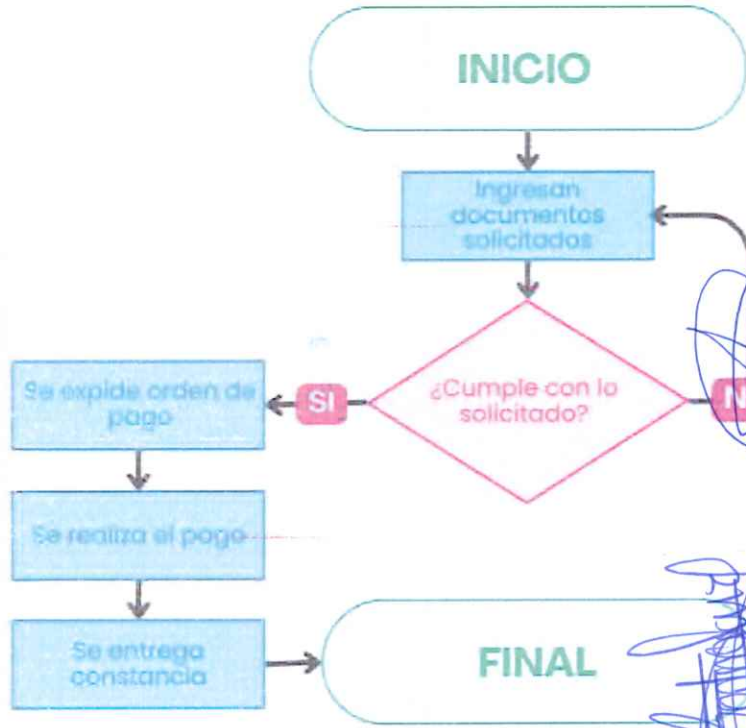 INICIO
Ingresan
documentos
solicitados
¿Cumple con lo
solicitado?
SI
N
Se expide orden de
pago
Se realiza el pago
Se entrega
constancia
FINAL